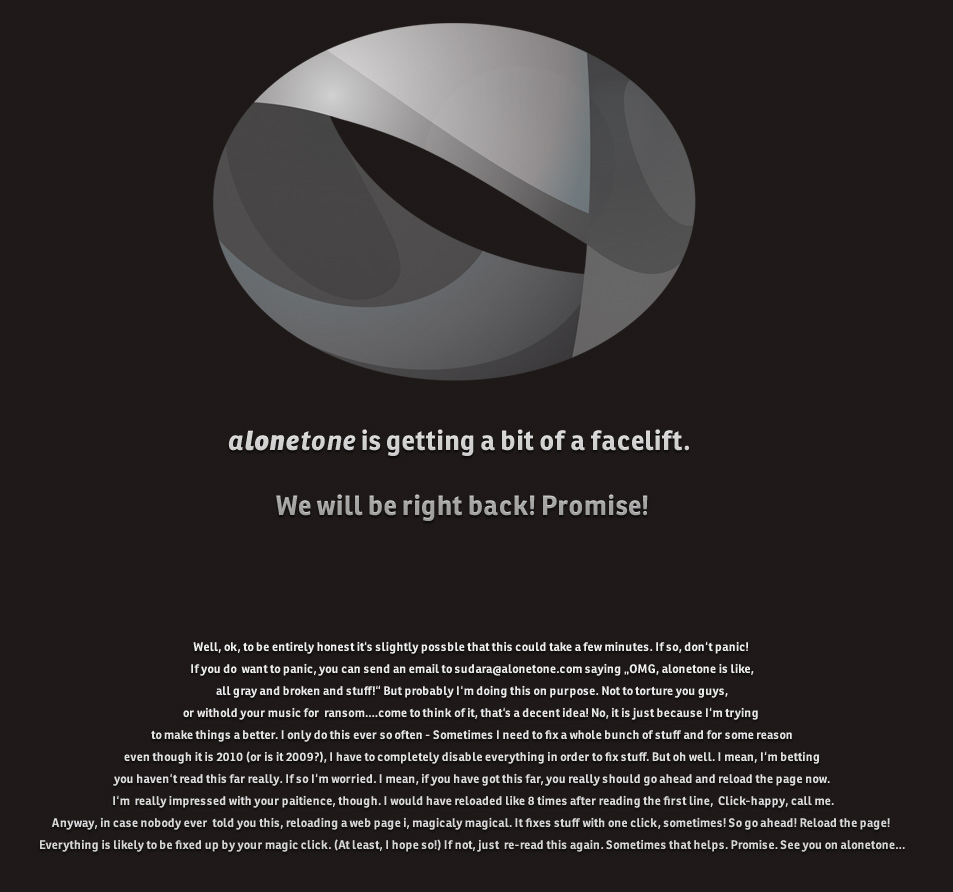 alonetone is getting a bit of a facelift.
We will be right back! Promise!
Well, ok, to be entirely honest it's slightly possble that this could take a few minutes. If so, don't panic!
If you do want to panic, you can send an email to sudara@alonetone.com saying „OMG, alonetone is like,
all gray and broken and stuff!“ But probably I'm doing this on purpose. Not to torture you guys,
or withold your music for ransom....come to think of it, that's a decent idea! No, it is just because I'm trying
to make things a better. I only do this ever so often - Sometimes I need to fix a whole bunch of stuff and for some reason
even though it is 2010 (or is it 2009?), I have to completely disable everything in order to fix stuff. But oh well. I mean, I'm betting
you haven't read this far really. If so I'm worried. I mean, if you have got this far, you really should go ahead and reload the page now.
I'm really impressed with your paitience, though. I would have reloaded like 8 times after reading the first line, Click-happy, call me.
Anyway, in case nobody ever told you this, reloading a web page i, magicaly magical. It fixes stuff with one click, sometimes! So go ahead! Reload the page!
Everything is likely to be fixed up by your magic click. (At least, I hope so!) If not, just re-read this again. Sometimes that helps. Promise. See you on alonetone...